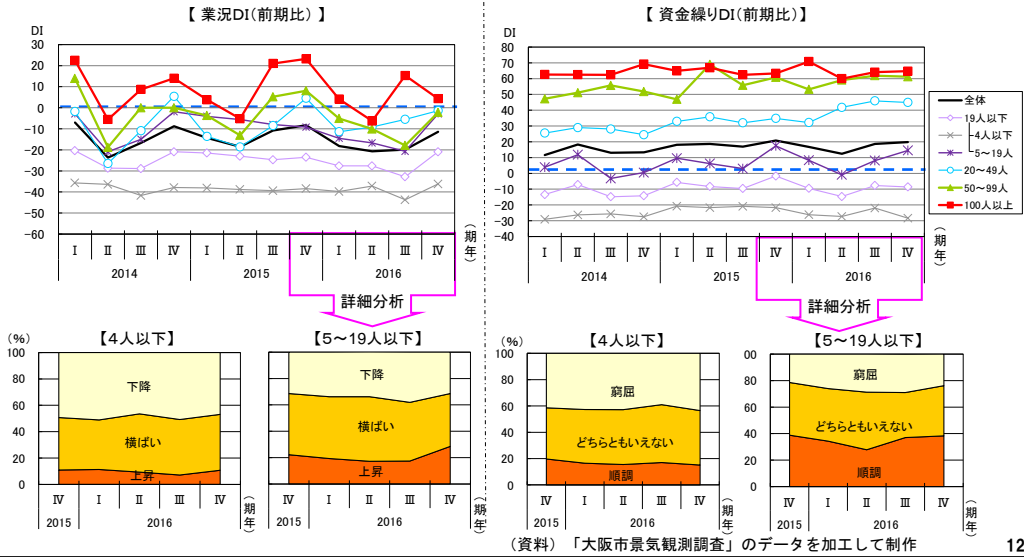 【 業況DI(前期比) 】
DI
30
20
10
0
−10
−20
−30
−40
−50
−60
Ⅰ Ⅱ Ⅲ Ⅳ Ⅰ Ⅱ Ⅲ Ⅳ Ⅰ Ⅱ Ⅲ Ⅳ
2014 2015 2016
(期年)
詳細分析
【 資金繰りDI(前期比) 】
DI
80
70
60
50
40
30
20
10
0
−10
−20
−30
−40
Ⅰ Ⅱ Ⅲ Ⅳ Ⅰ Ⅱ Ⅲ Ⅳ Ⅰ Ⅱ Ⅲ Ⅳ
2014 2015 2016
(期年)
全体
19人以下
4人以下
5〜19人
20〜49人
50〜99人
100人以上
詳細分析
(%)
【4人以下】
100
80
60
40
20
0
下降
横ばい
上昇
Ⅳ Ⅰ Ⅱ Ⅲ Ⅳ
2015 2016
(期年)
【5〜19人以下】
下降
横ばい
上昇
Ⅳ Ⅰ Ⅱ Ⅲ Ⅳ
2015 2016
(期年)
(%)
【4人以下】
100
80
60
40
20
0
窮屈
どちらともいえない
順調
Ⅳ Ⅰ Ⅱ Ⅲ Ⅳ
2015 2016
(期年)
【5〜19人以下】
00
80
60
40
20
0
窮屈
どちらともいえない
順調
Ⅳ Ⅰ Ⅱ Ⅲ Ⅳ
2015 2016
(期年)
(資料) 「大阪市景気観測調査」のデータを加工して制作
12